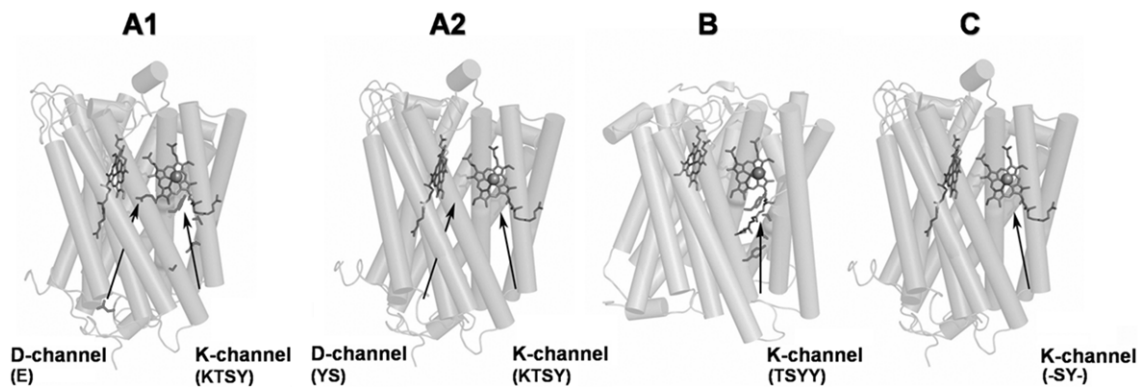 A1
A2
B
C
D-channel
(E)
K-channel
(KTSY)
D-channel
(YS)
K-channel
(KTSY)
K-channel
(TSYY)
K-channel
(-SY-)